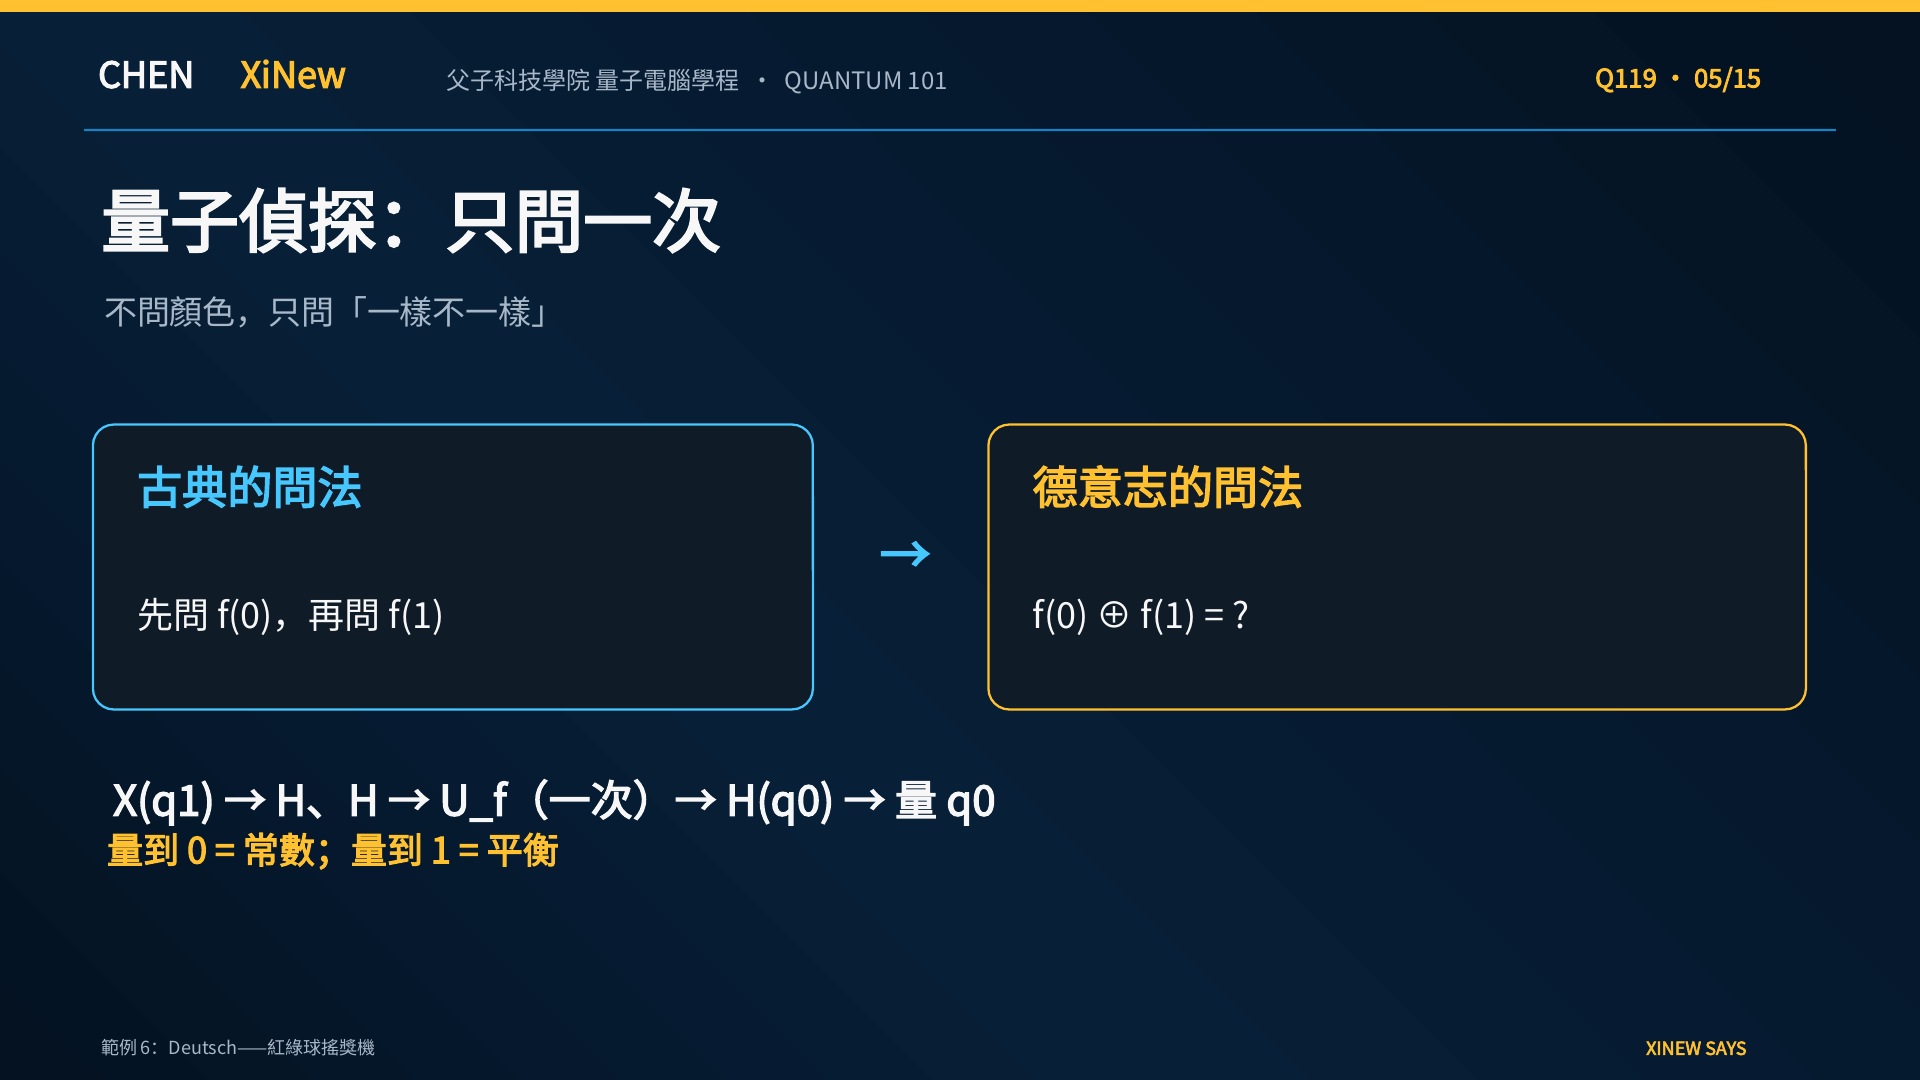 CHEN XiNew 父子科技學院 量子電腦學程 · QUANTUM 101 Q119 · 05/15
量子偵探：只問一次
不問顏色，只問「一樣不一樣」
古典的問法
先問 f(0)，再問 f(1)
→
德意志的問法
f(0) ⊕ f(1) = ?
X(q1) → H、H → U_f（一次）→ H(q0) → 量 q0
量到 0 = 常數；量到 1 = 平衡
範例 6：Deutsch——紅綠球搖獎機
XINEW SAYS